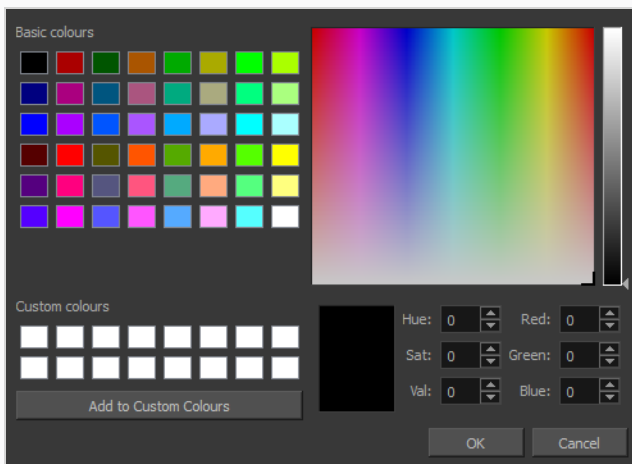 Basic colours
Custom colours
Add to Custom Colours
Hue: 0 Red: 0
Sat: 0 Green: 0
Val: 0 Blue: 0
OK Cancel